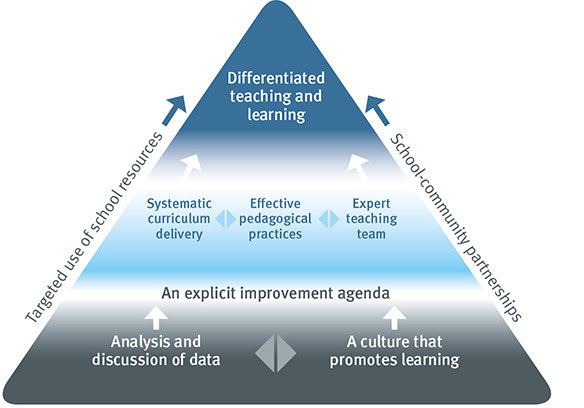 Differentiated
teaching and
learning
Targeted use of school resources
School-community partnerships
Systematic
curriculum
delivery
Effective
pedagogical
practices
Expert
teaching
team
An explicit improvement agenda
Analysis and
discussion of data
A culture that
promotes learning